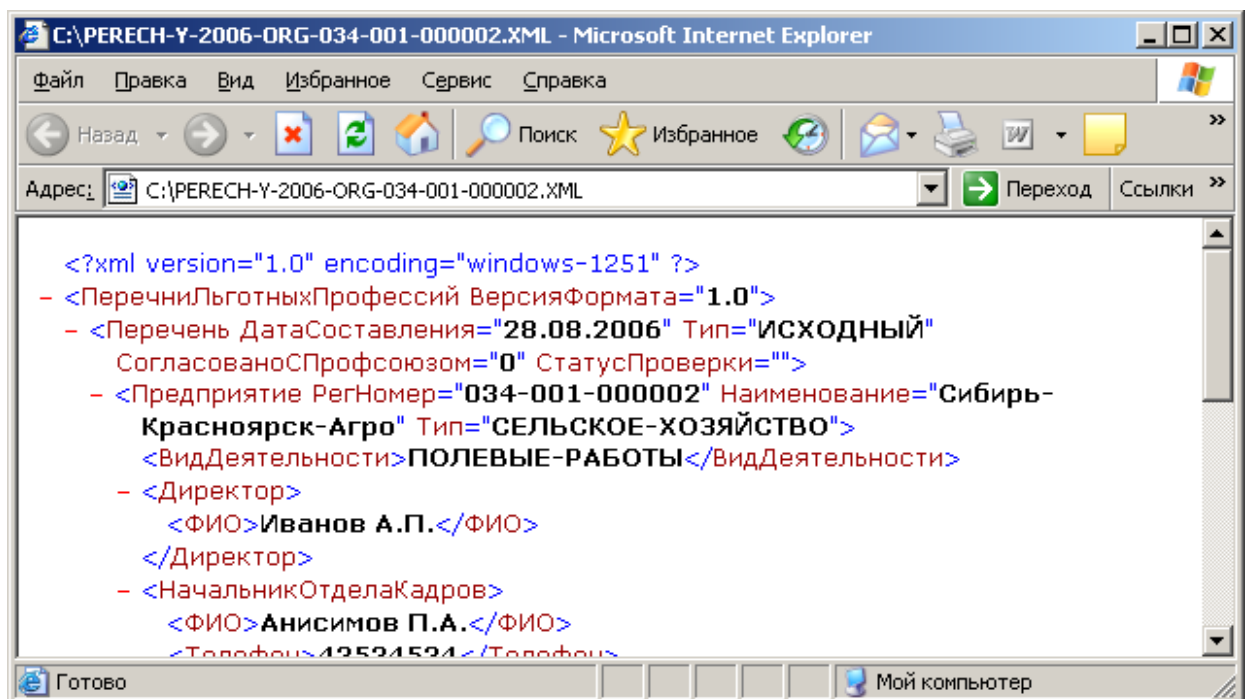 C:\PERECH-Y-2006-ORG-034-001-000002.XML - Microsoft Internet Explorer
Файл Правка Вид Избранное Сервис Справка
Назад Поиск Избранное »
Адрес: C:\PERECH-Y-2006-ORG-034-001-000002.XML Переход Ссылки »
<?xml version="1.0" encoding="windows-1251" ?>
- <ПеречниЛьготныхПрофессий ВерсияФормата="1.0">
- <Перечень ДатаСоставления="28.08.2006" Тип="ИСХОДНЫЙ"
СогласованоСПрофсоюзом="0" СтатусПроверки="">
- <Предприятие РегНомер="034-001-000002" Наименование="Сибирь-
Красноярск-Агро" Тип="СЕЛЬСКОЕ-ХОЗЯЙСТВО">
<ВидДеятельности>ПОЛЕВЫЕ-РАБОТЫ</ВидДеятельности>
- <Директор>
<ФИО>Иванов А.П.</ФИО>
</Директор>
- <НачальникОтделаКадров>
<ФИО>Анисимов П.А.</ФИО>
<Телефон>42524524</Телефон>
Готово Мой компьютер